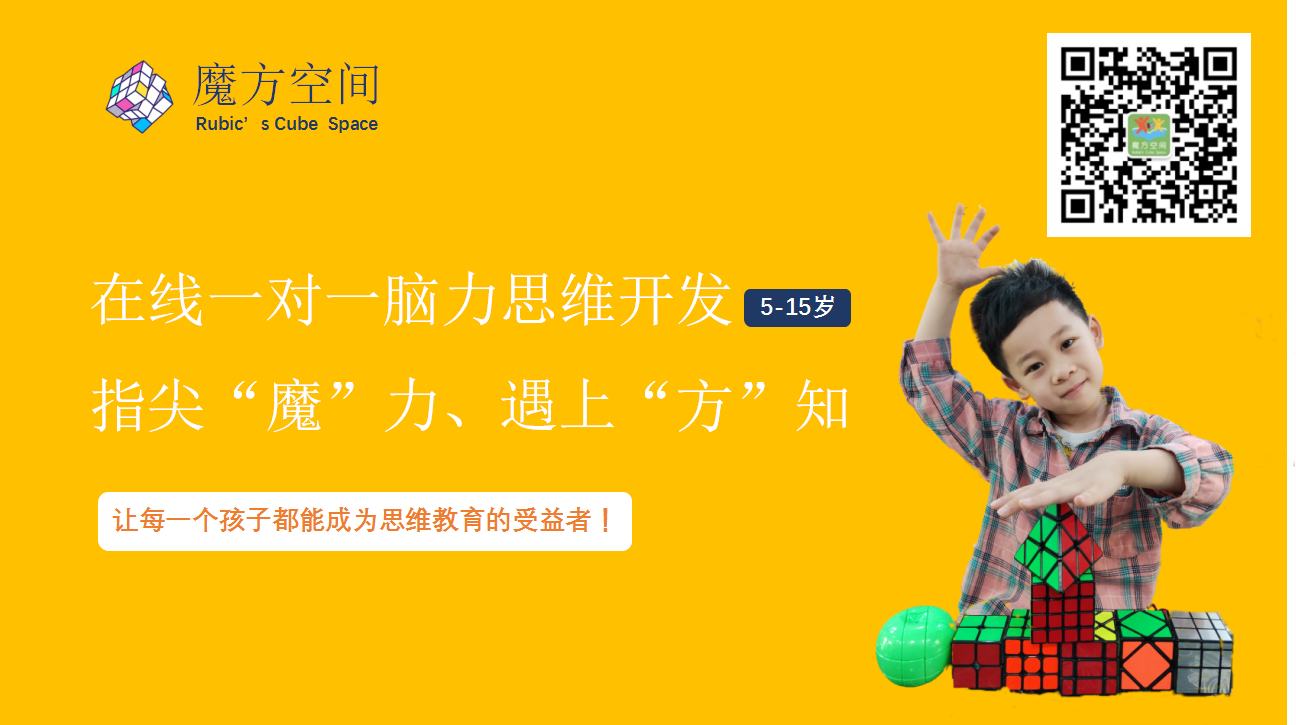 魔方空间
Rubic’s Cube Space
魔方空间
在线一对一脑力思维开发
5-15岁
指尖“魔”力、遇上“方”知
让每一个孩子都能成为思维教育的受益者！